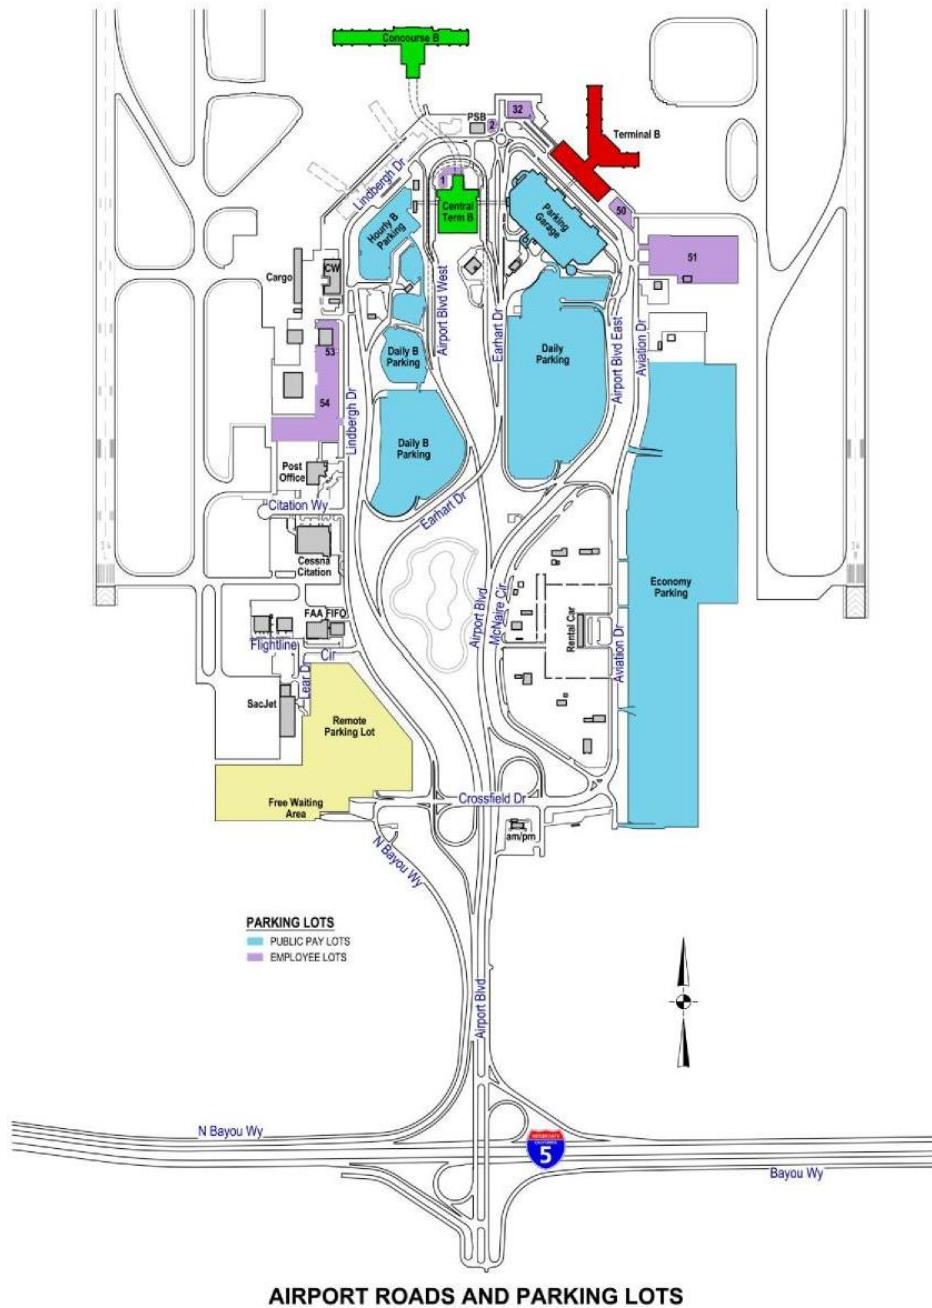 Concourse B
32
PSB
2
Terminal B
Lindbergh Dr
1
Central
Term B
Hourly B
Parking
Parking
Garage
50
51
Cargo
CW
Airport Blvd West
Earhart Dr
Daily
Parking
Airport Blvd East
Aviation Dr
53
54
Daily B
Parking
Lindbergh Dr
Daily B
Parking
Post
Office
Citation Wy
Earhart Dr
Cessna
Citation
34
34
Economy
Parking
FAA
FIFO
Flightline
Cir
Lear Dr
SacJet
Airport Blvd
McNaire Cir
Rental Car
Aviation Dr
Remote
Parking Lot
Free Waiting
Area
Crossfield Dr
am/pm
N Bayou Wy
PARKING LOTS
PUBLIC PAY LOTS
EMPLOYEE LOTS
Airport Blvd
N Bayou Wy
INTERSTATE
CALIFORNIA
5
Bayou Wy
AIRPORT ROADS AND PARKING LOTS